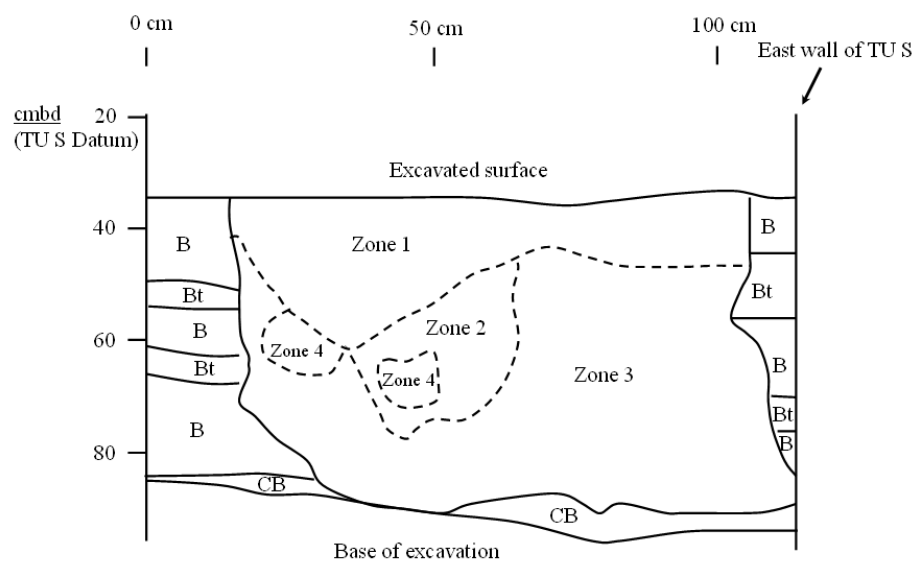 0 cm
50 cm
100 cm
East wall of TU S
cmbd
(TU S Datum)
20
Excavated surface
40
B
Zone 1
B
Bt
Bt
B
Zone 2
60
Zone 4
B
Bt
Zone 4
Zone 3
Bt
B
B
80
CB
CB
Base of excavation